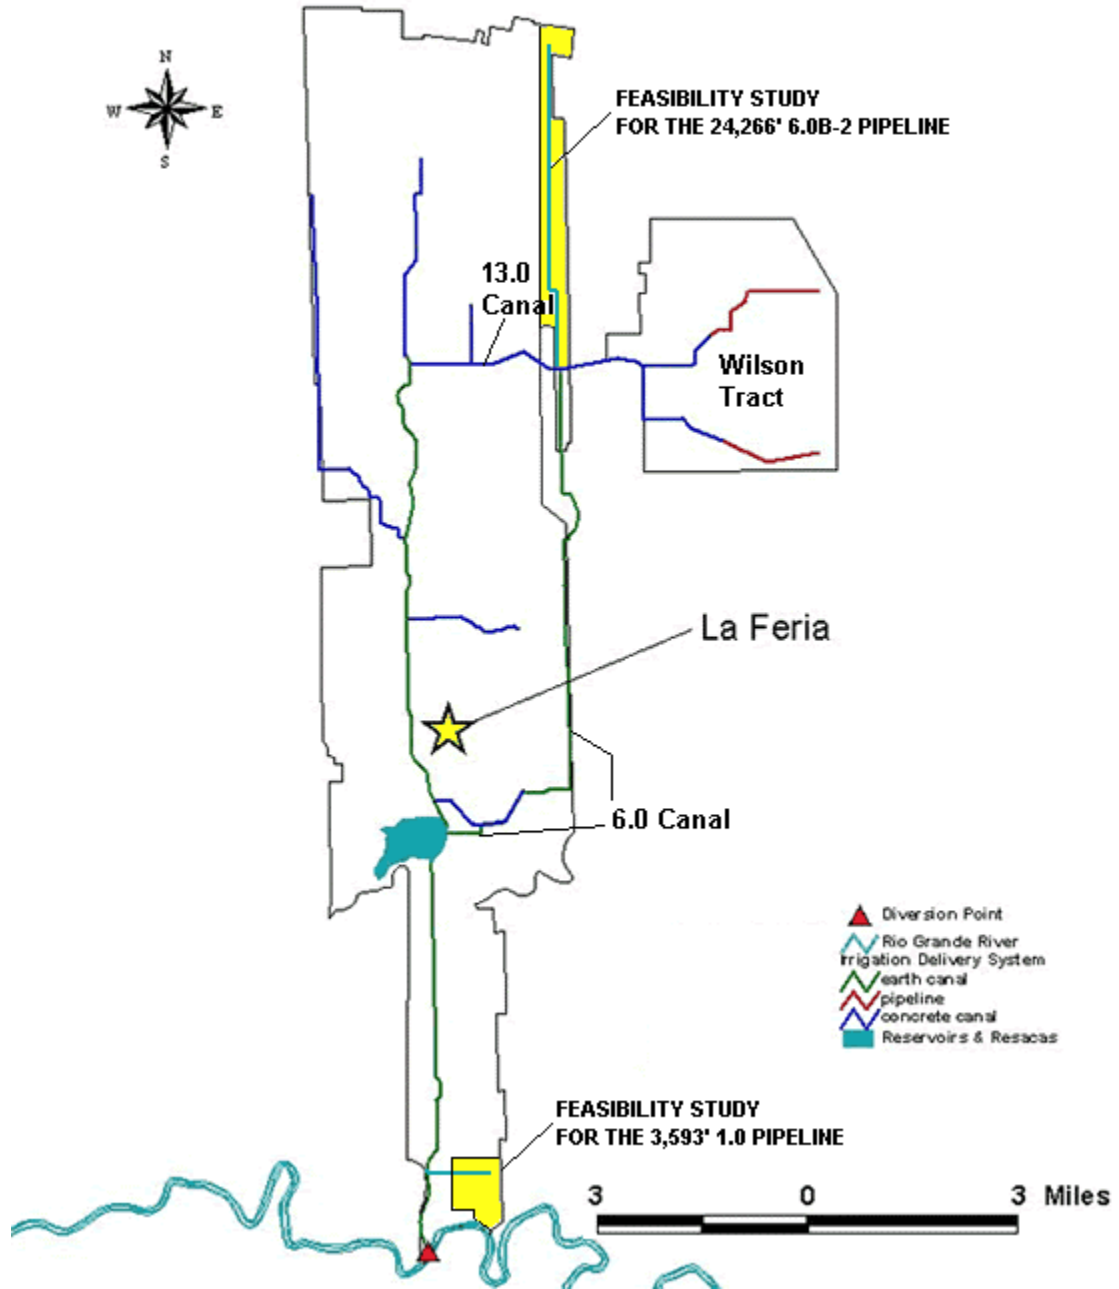 N
W E
S
FEASIBILITY STUDY
FOR THE 24,266' 6.0B-2 PIPELINE
13.0
Canal
Wilson
Tract
La Feria
6.0 Canal
Diversion Point
Rio Grande River
Irrigation Delivery System
earth canal
pipeline
concrete canal
Reservoirs & Resacas
FEASIBILITY STUDY
FOR THE 3,593' 1.0 PIPELINE
3 0 3 Miles